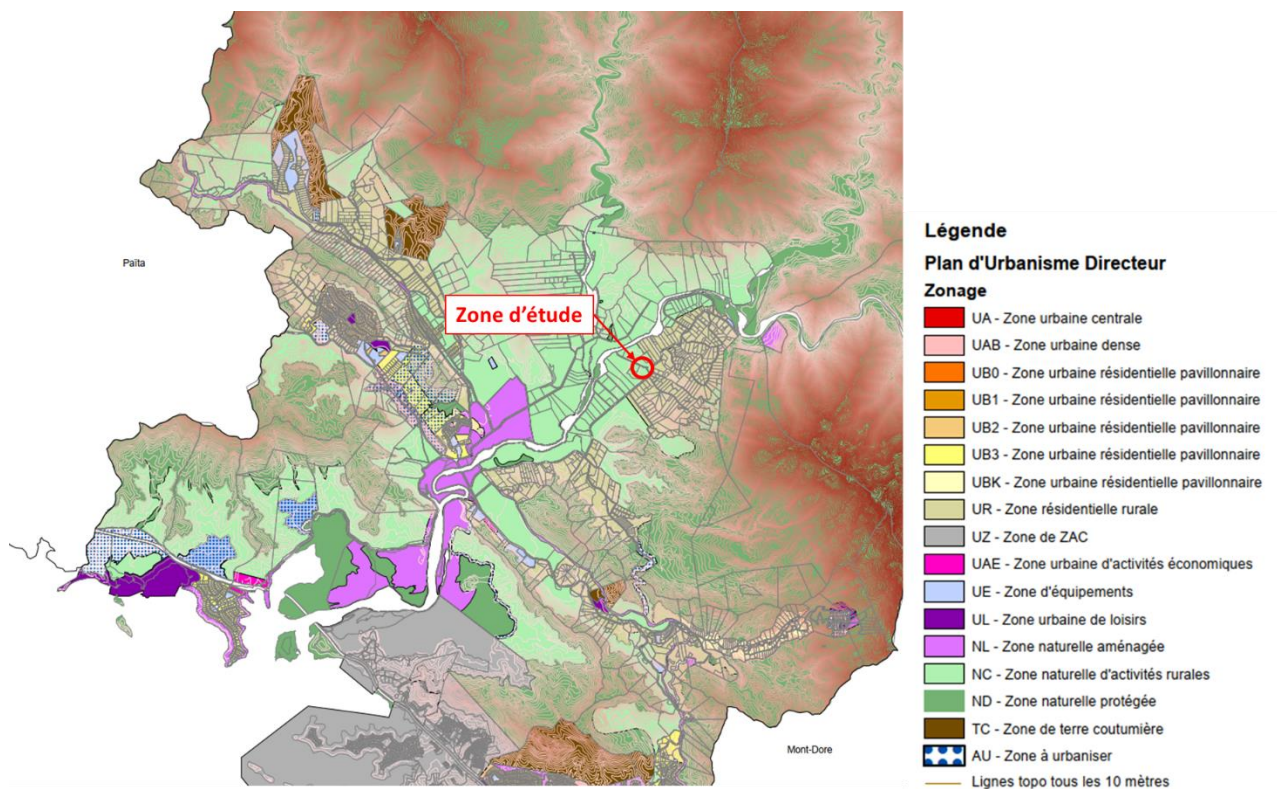 Païta
Zone d'étude
Mont-Dore
Légende
Plan d'Urbanisme Directeur
Zonage
UA - Zone urbaine centrale
UAB - Zone urbaine dense
UB0 - Zone urbaine résidentielle pavillonnaire
UB1 - Zone urbaine résidentielle pavillonnaire
UB2 - Zone urbaine résidentielle pavillonnaire
UB3 - Zone urbaine résidentielle pavillonnaire
UBK - Zone urbaine résidentielle pavillonnaire
UR - Zone résidentielle rurale
UZ - Zone de ZAC
UAE - Zone urbaine d'activités économiques
UE - Zone d'équipements
UL - Zone urbaine de loisirs
NL - Zone naturelle aménagée
NC - Zone naturelle d'activités rurales
ND - Zone naturelle protégée
TC - Zone de terre coutumière
AU - Zone à urbaniser
Lignes topo tous les 10 mètres